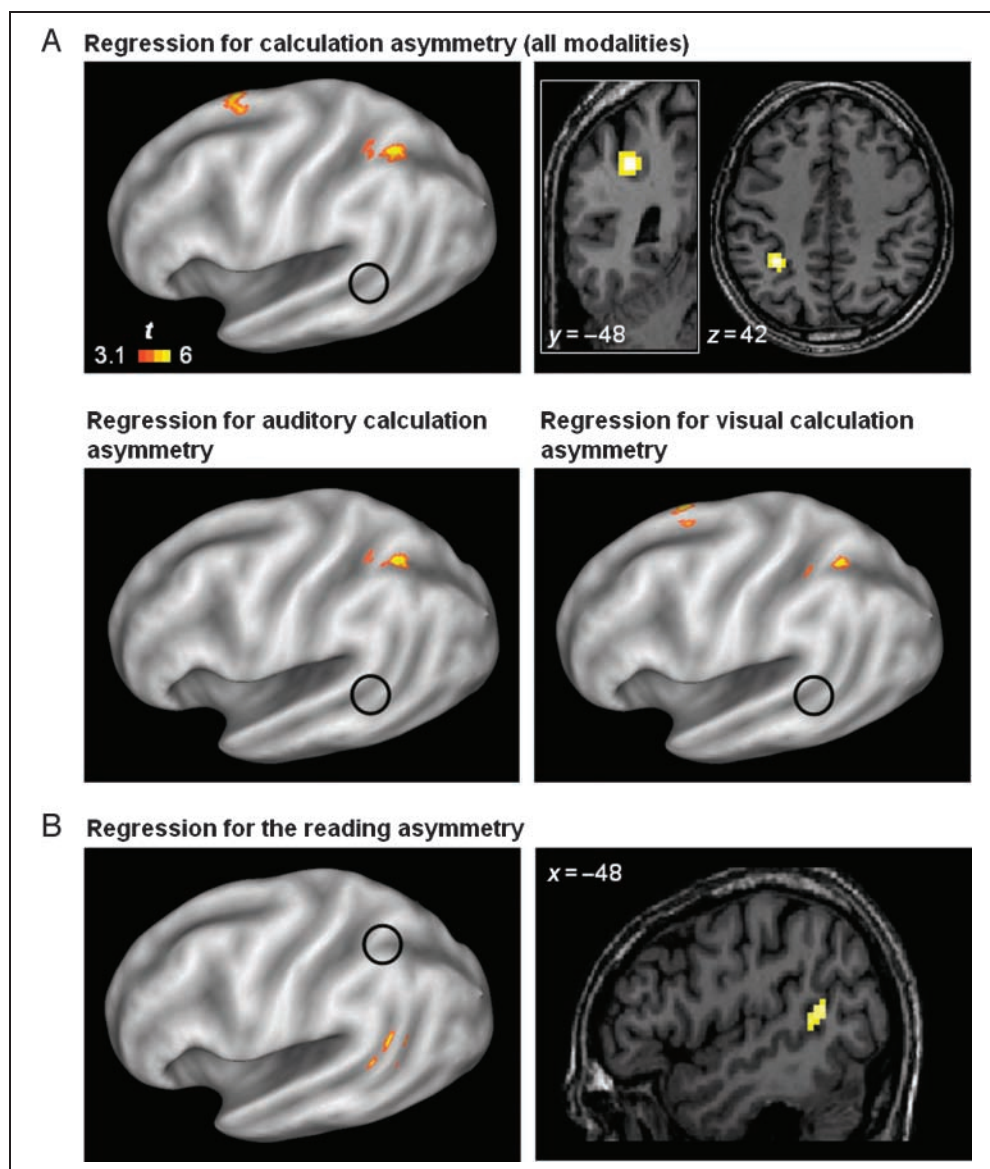 A Regression for calculation asymmetry (all modalities)
t
3.1 6
y = −48
z = 42
Regression for auditory calculation
asymmetry
Regression for visual calculation
asymmetry
B Regression for the reading asymmetry
x = −48